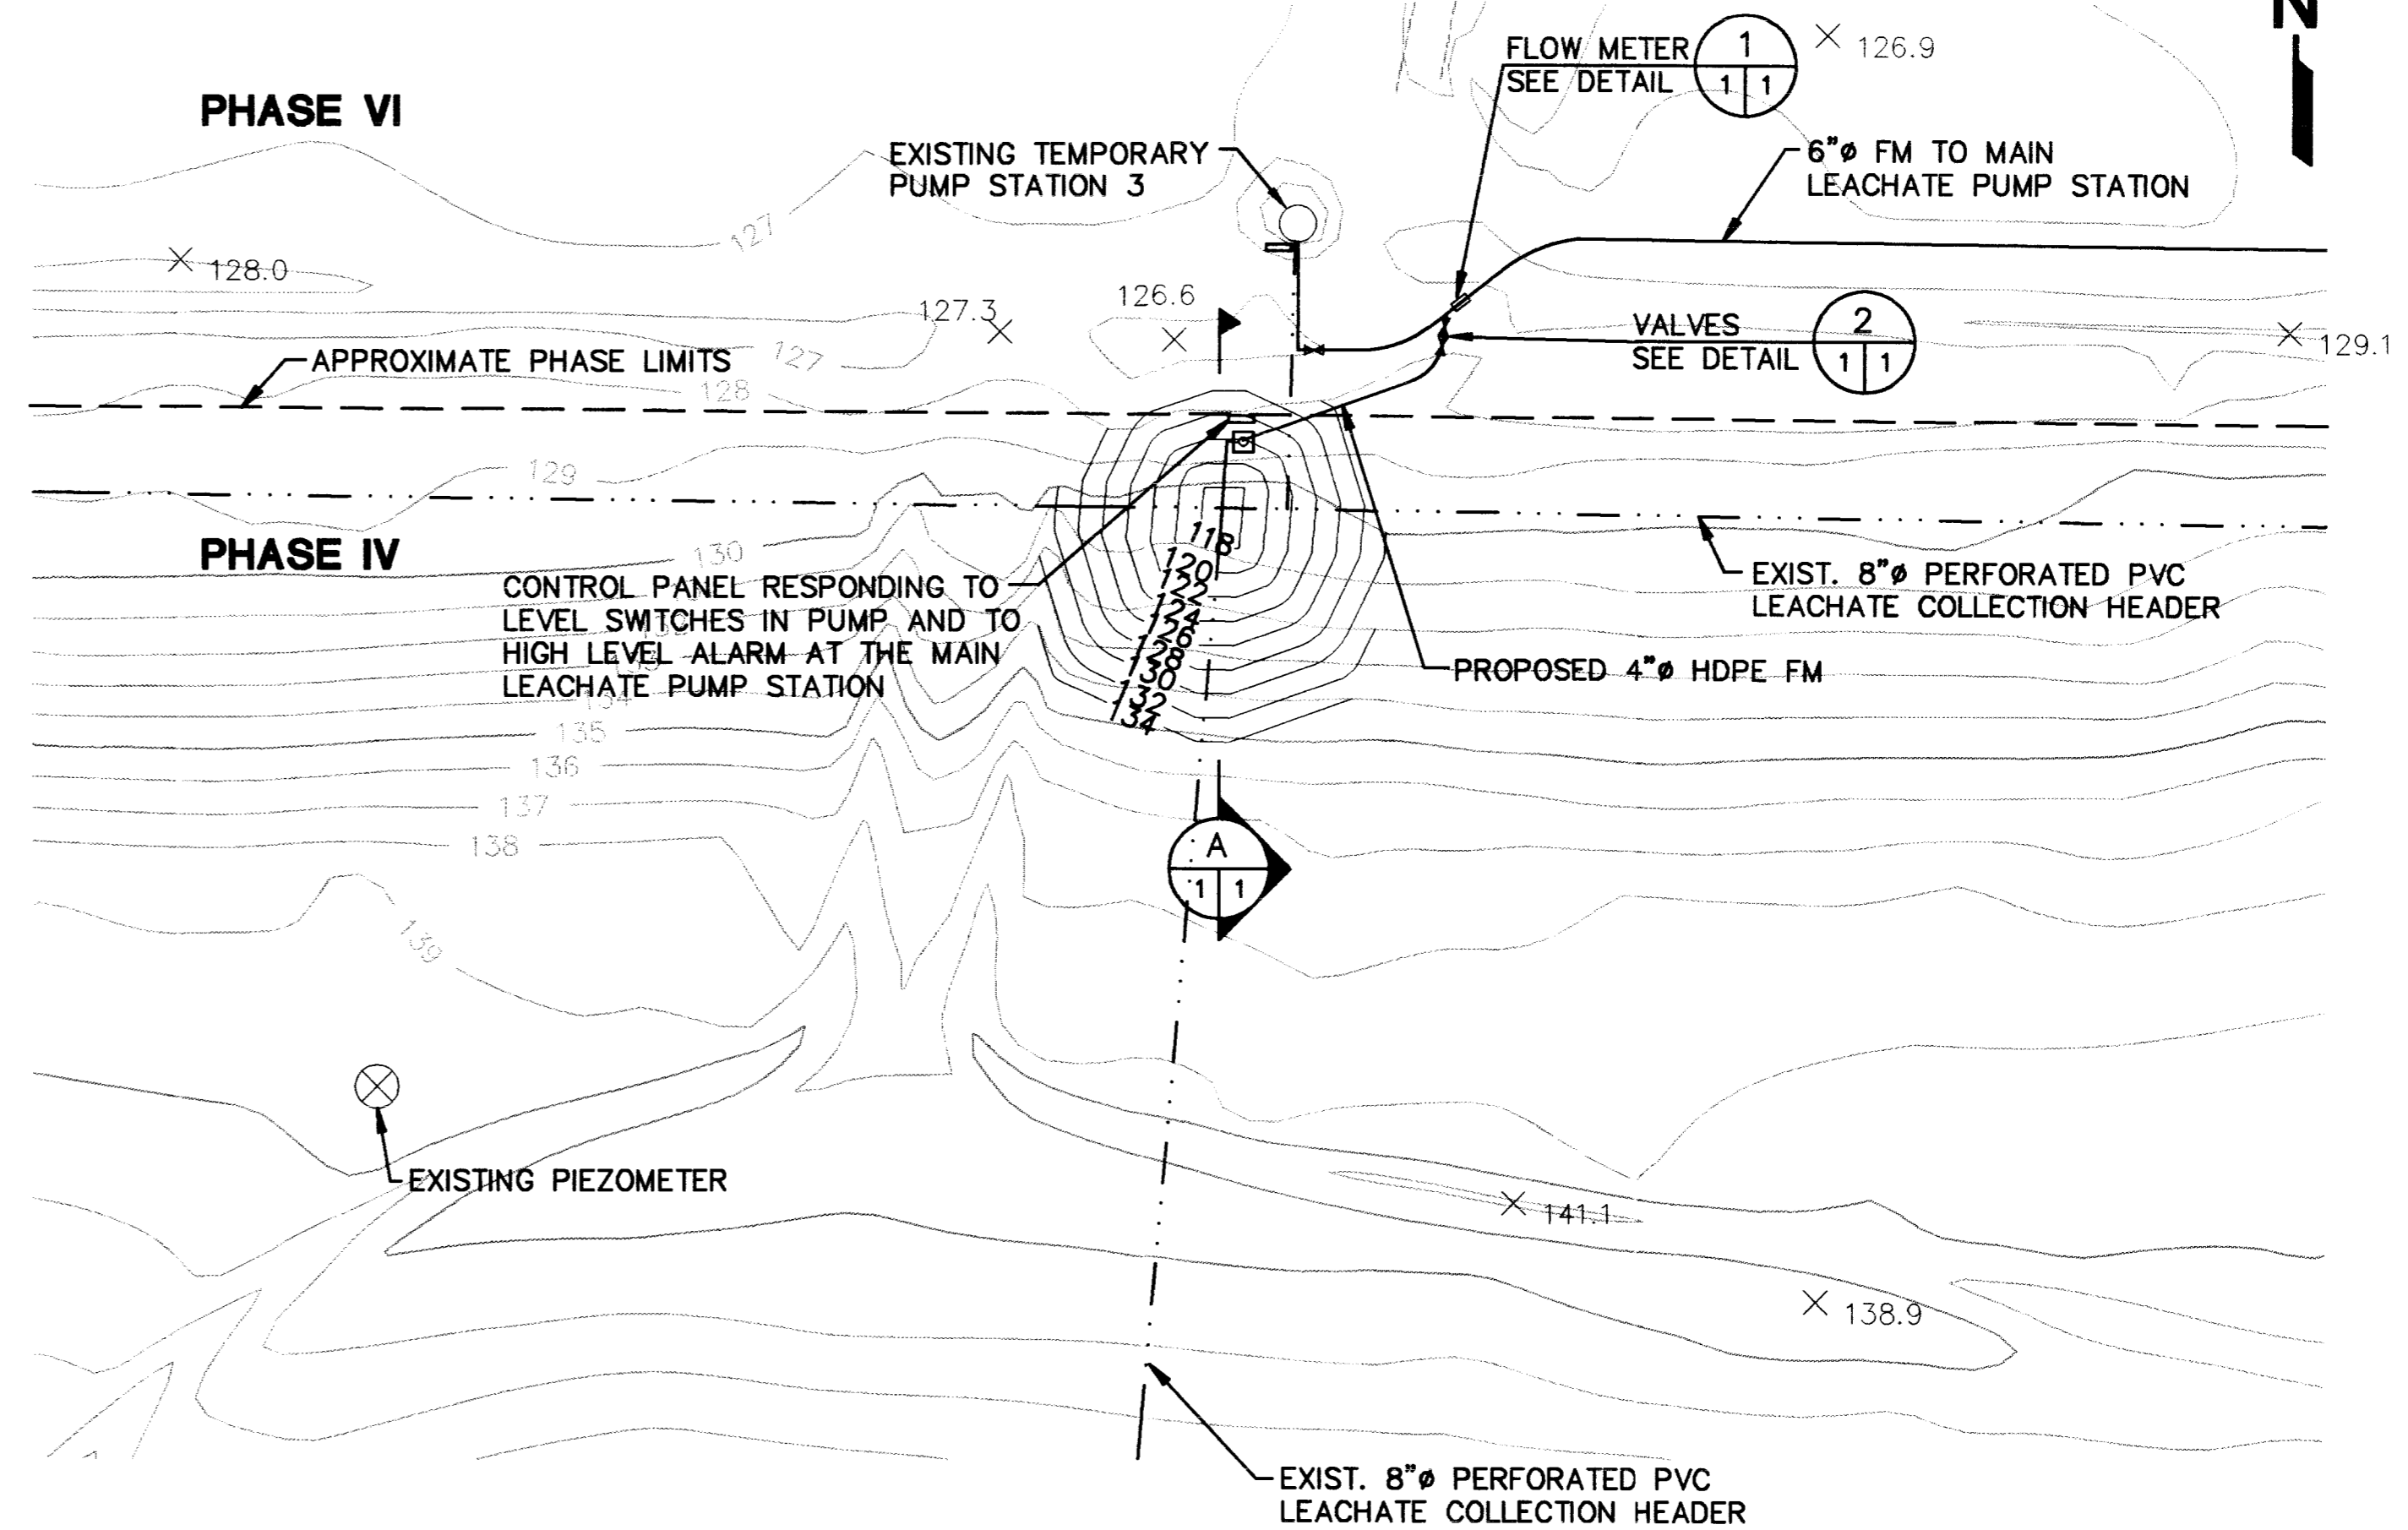 N
FLOW METER
SEE DETAIL
1
1 1
126.9
PHASE VI
EXISTING TEMPORARY
PUMP STATION 3
6"ø FM TO MAIN
LEACHATE PUMP STATION
127
128.0
127.3
126.6
VALVES
SEE DETAIL
2
1 1
129.1
APPROXIMATE PHASE LIMITS
127
128
129
PHASE IV
130
118
120
122
124
126
128
130
132
134
CONTROL PANEL RESPONDING TO
LEVEL SWITCHES IN PUMP AND TO
HIGH LEVEL ALARM AT THE MAIN
LEACHATE PUMP STATION
EXIST. 8"ø PERFORATED PVC
LEACHATE COLLECTION HEADER
PROPOSED 4"ø HDPE FM
134
135
136
137
138
A
1 1
139
EXISTING PIEZOMETER
141.1
138.9
EXIST. 8"ø PERFORATED PVC
LEACHATE COLLECTION HEADER